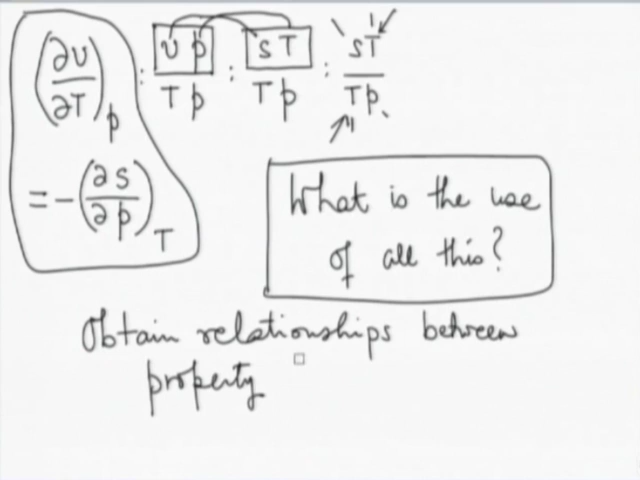 (∂v/∂T)p : v p / T p : s T / T p : s T / T p
= -(∂s/∂p)T
What is the use
of all this?
Obtain relationships between
property